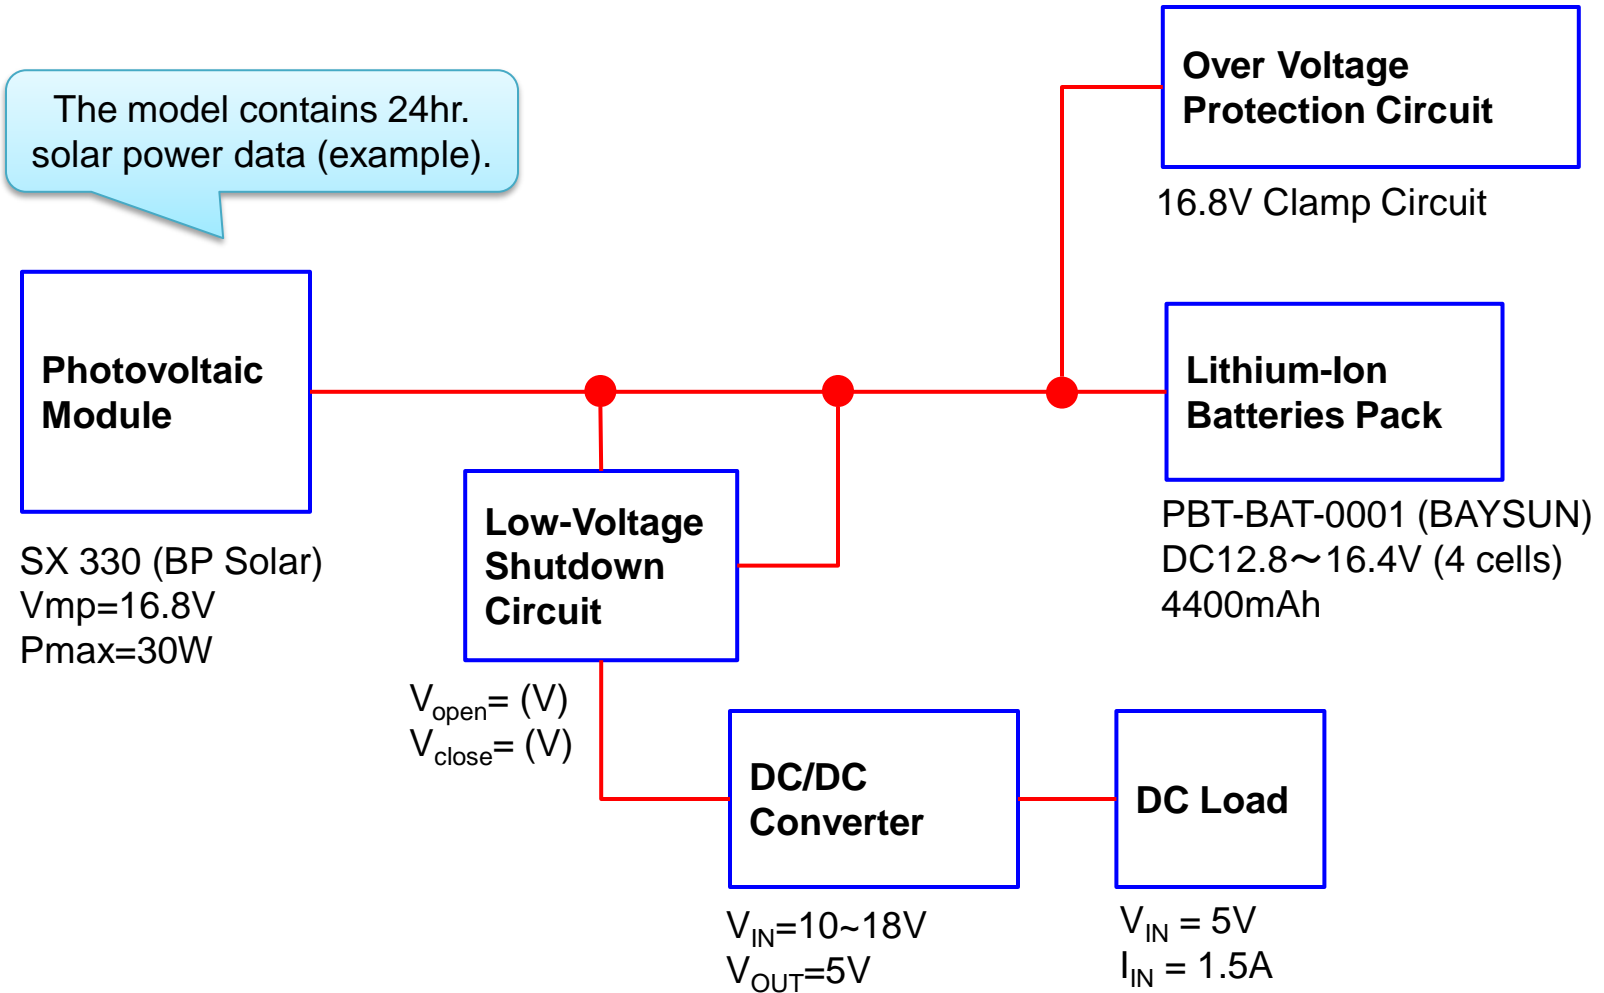 The model contains 24hr.
solar power data (example).
Over Voltage
Protection Circuit
16.8V Clamp Circuit
Photovoltaic
Module
SX 330 (BP Solar)
Vmp=16.8V
Pmax=30W
Lithium-Ion
Batteries Pack
PBT-BAT-0001 (BAYSUN)
DC12.8～16.4V (4 cells)
4400mAh
Low-Voltage
Shutdown
Circuit
Vopen= (V)
Vclose= (V)
DC/DC
Converter
VIN=10~18V
VOUT=5V
DC Load
VIN = 5V
IIN = 1.5A